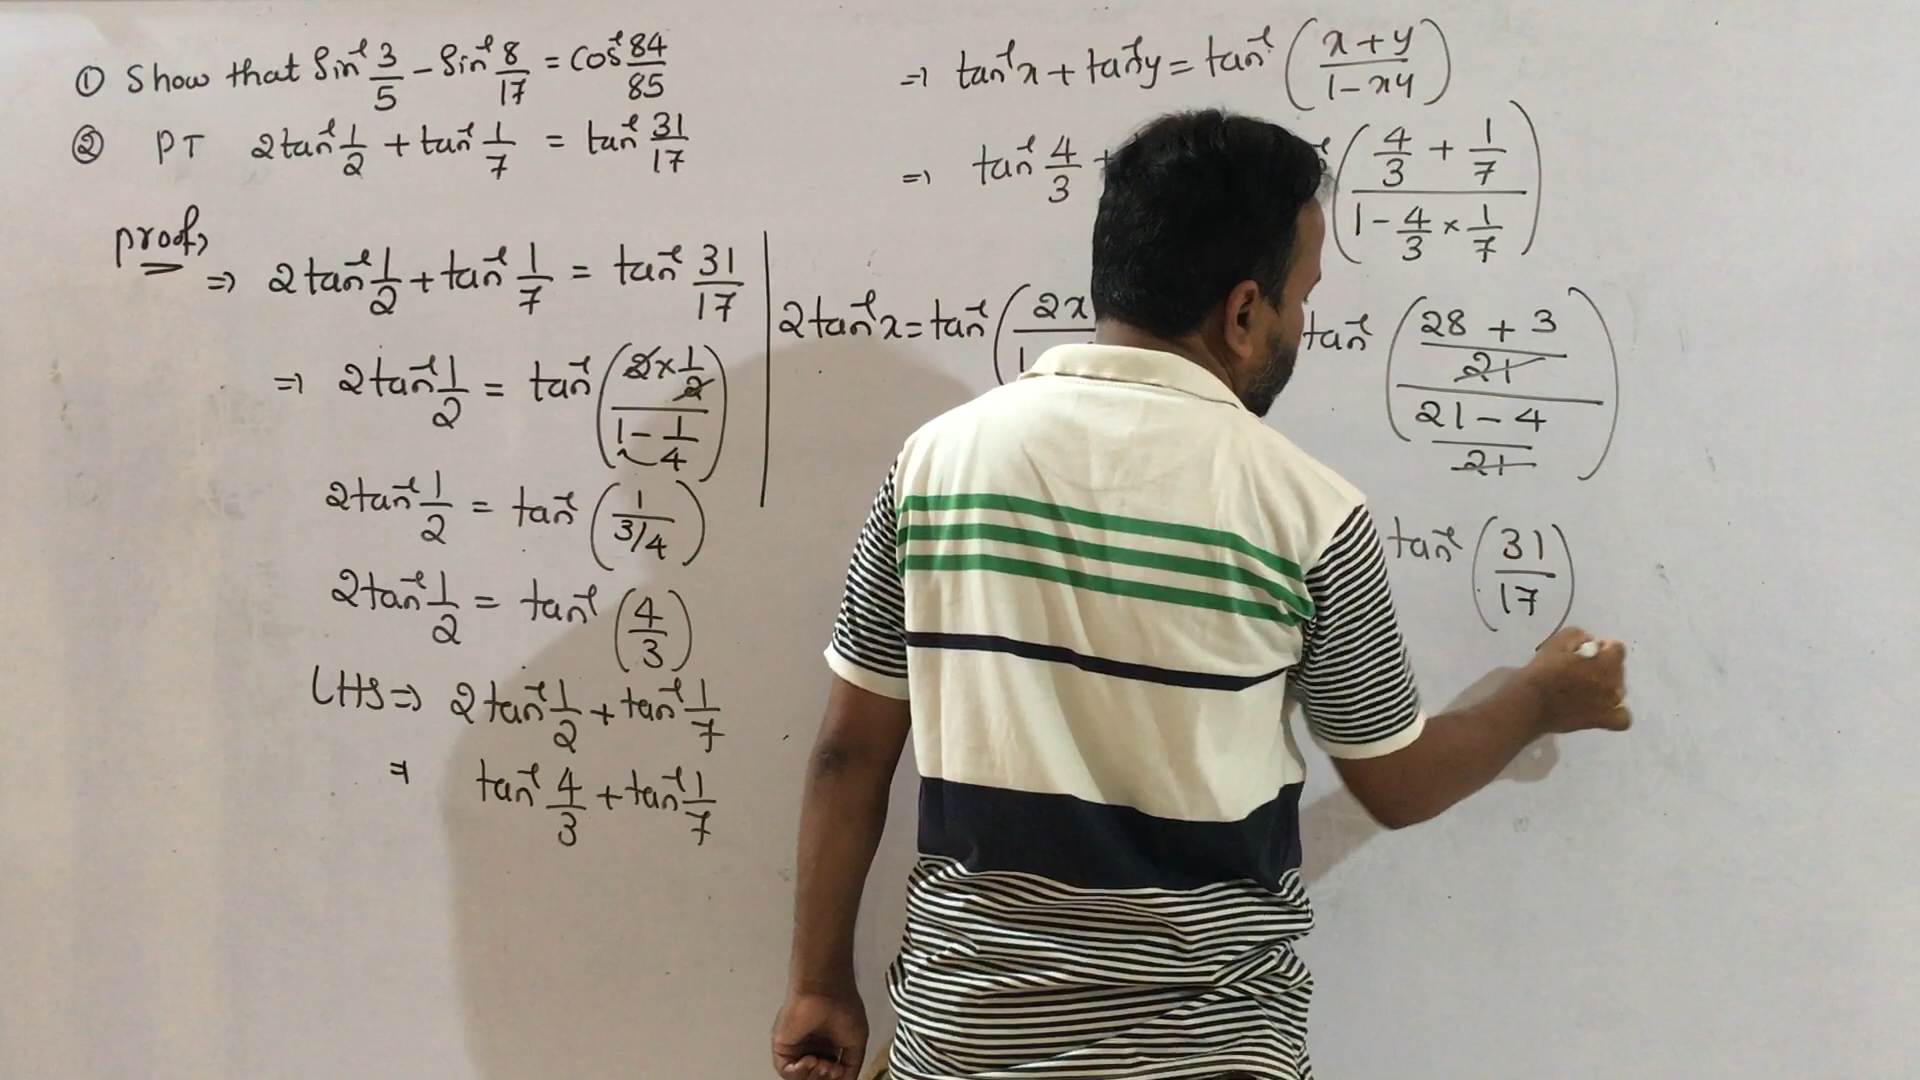 ① Show that Sin⁻¹ 3/5 – Sin⁻¹ 8/17 = Cos⁻¹ 84/85
② PT 2tan⁻¹ 1/2 + tan⁻¹ 1/7 = tan⁻¹ 31/17
proof,
⇒ 2tan⁻¹ 1/2 + tan⁻¹ 1/7 = tan⁻¹ 31/17
⇒ 2tan⁻¹ 1/2 = tan⁻¹ ((2 × 1/2)/(1 – 1/4))
2tan⁻¹ 1/2 = tan⁻¹ (1/(3/4))
2tan⁻¹ 1/2 = tan⁻¹ (4/3)
LHS ⇒ 2tan⁻¹ 1/2 + tan⁻¹ 1/7
⇒ tan⁻¹ 4/3 + tan⁻¹ 1/7
2tan⁻¹x = tan⁻¹ (2x
⇒ tan⁻¹x + tan⁻¹y = tan⁻¹ ((x + y)/(1 – xy))
⇒ tan⁻¹ 4/3 + ((4/3 + 1/7)/(1 – 4/3 × 1/7))
tan⁻¹ (((28 + 3)/21)/((21 – 4)/21))
tan⁻¹ (31/17)